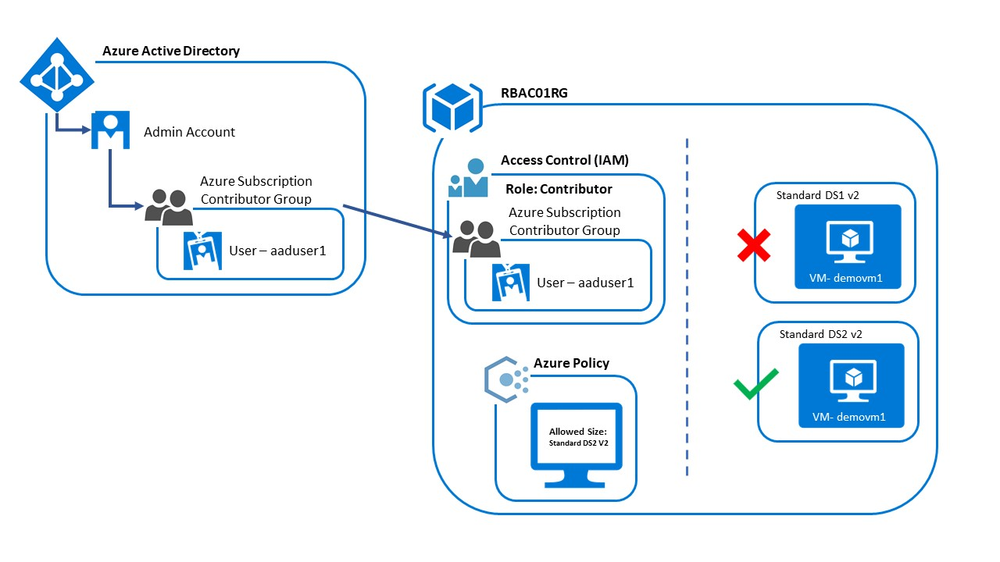 Azure Active Directory
Admin Account
Azure Subscription
Contributor Group
User – aaduser1
RBAC01RG
Access Control (IAM)
Role: Contributor
Azure Subscription
Contributor Group
User – aaduser1
Azure Policy
Allowed Size:
Standard DS2 V2
Standard DS1 v2
VM- demovm1
Standard DS2 v2
VM- demovm1